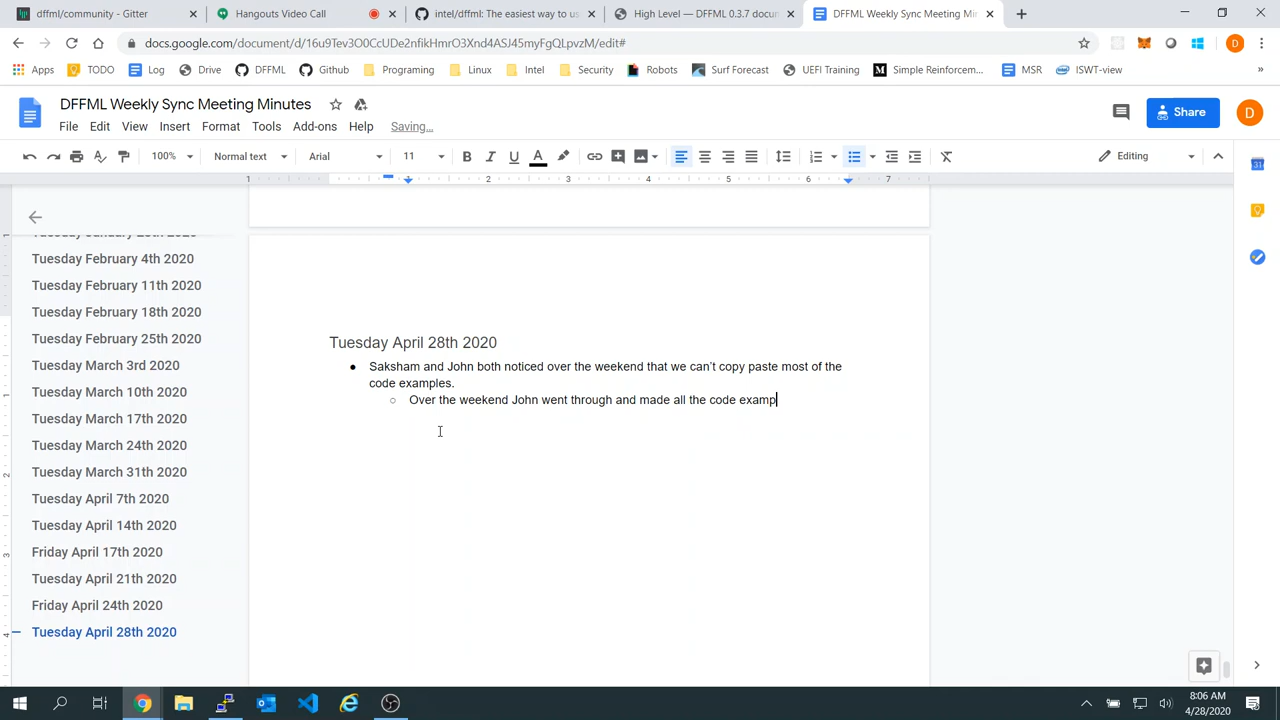 dffml/community - Gitter
Hangouts Video Call
intel/dffml: The easiest way to us
High Level — DFFML 0.3.7 docum
DFFML Weekly Sync Meeting Min
docs.google.com/document/d/16u9Tev3O0CcUDe2nfikHmrO3Xnd4ASJ45myFgQLpvzM/edit#
D
Apps
TODO
Log
Drive
DFFML
Github
Programing
Linux
Intel
Security
Robots
Surf Forecast
UEFI Training
Simple Reinforcem...
MSR
ISWT-view
»
DFFML Weekly Sync Meeting Minutes
File Edit View Insert Format Tools Add-ons Help Saving...
Share
D
100% Normal text Arial 11 B I U A Editing
1 1 2 3 4 5 6 7
Tuesday February 4th 2020
Tuesday February 11th 2020
Tuesday February 18th 2020
Tuesday February 25th 2020
Tuesday March 3rd 2020
Tuesday March 10th 2020
Tuesday March 17th 2020
Tuesday March 24th 2020
Tuesday March 31th 2020
Tuesday April 7th 2020
Tuesday April 14th 2020
Friday April 17th 2020
Tuesday April 21th 2020
Friday April 24th 2020
Tuesday April 28th 2020
Tuesday April 28th 2020
Saksham and John both noticed over the weekend that we can't copy paste most of the
code examples.
Over the weekend John went through and made all the code examp
8:06 AM
4/28/2020